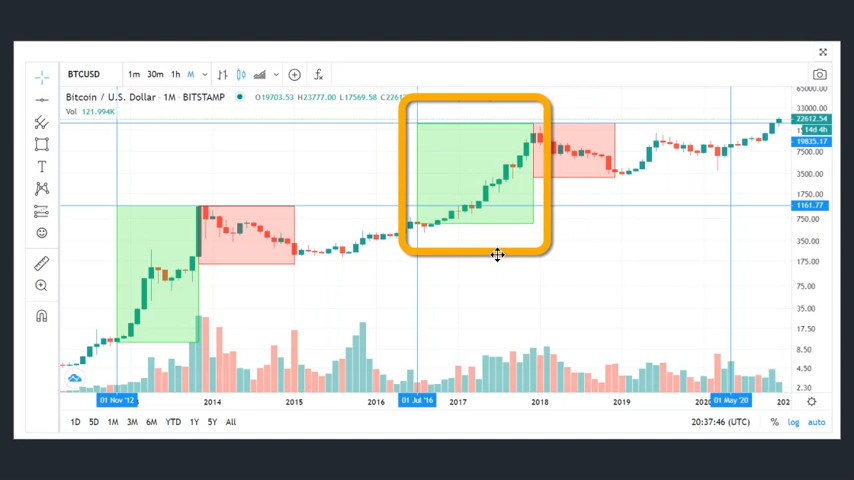 BTCUSD 1m 30m 1h M
Bitcoin / U.S. Dollar · 1M · BITSTAMP O19703.53 H23777.00 L17569.58 C2261
Vol 121.994K
65000.00
33000.00
22612.54
14d 4h
19835.17
7500.00
3500.00
1750.00
1161.77
750.00
350.00
175.00
75.00
35.00
17.50
8.50
4.50
2.30
01 Nov '12 3 2014 2015 2016 01 Jul '16 2017 2018 2019 2020 01 May '20 202
1D 5D 1M 3M 6M YTD 1Y 5Y All 20:37:46 (UTC) % log auto